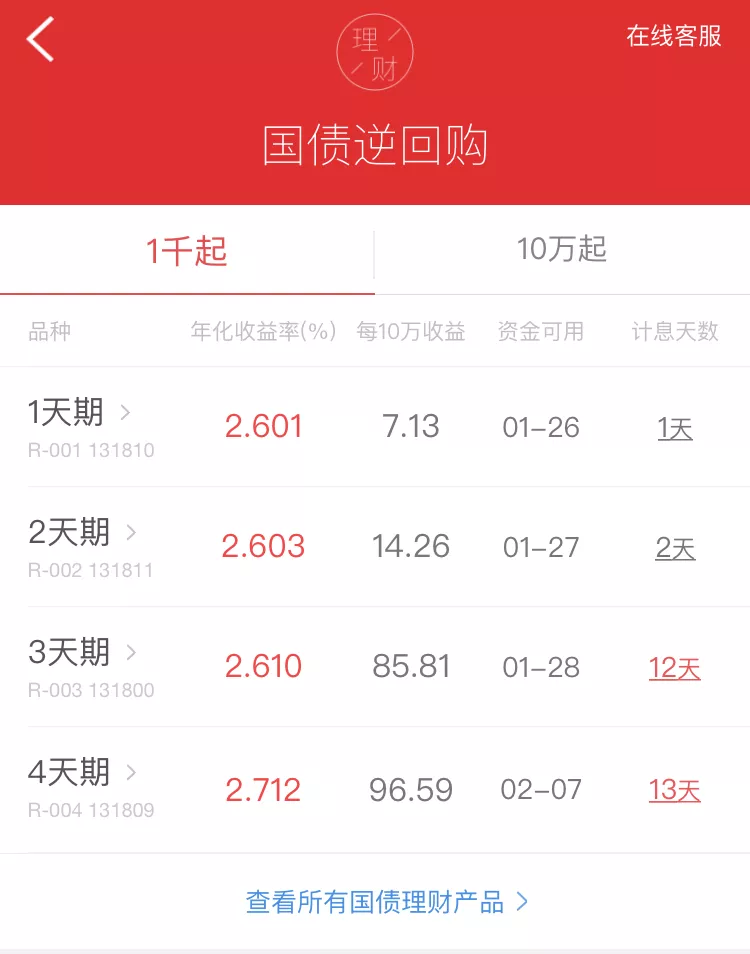 理
财
在线客服
国债逆回购
1千起 10万起
品种 年化收益率(%) 每10万收益 资金可用 计息天数
1天期 2.601 7.13 01-26 1天
R-001 131810
2天期 2.603 14.26 01-27 2天
R-002 131811
3天期 2.610 85.81 01-28 12天
R-003 131800
4天期 2.712 96.59 02-07 13天
R-004 131809
查看所有国债理财产品